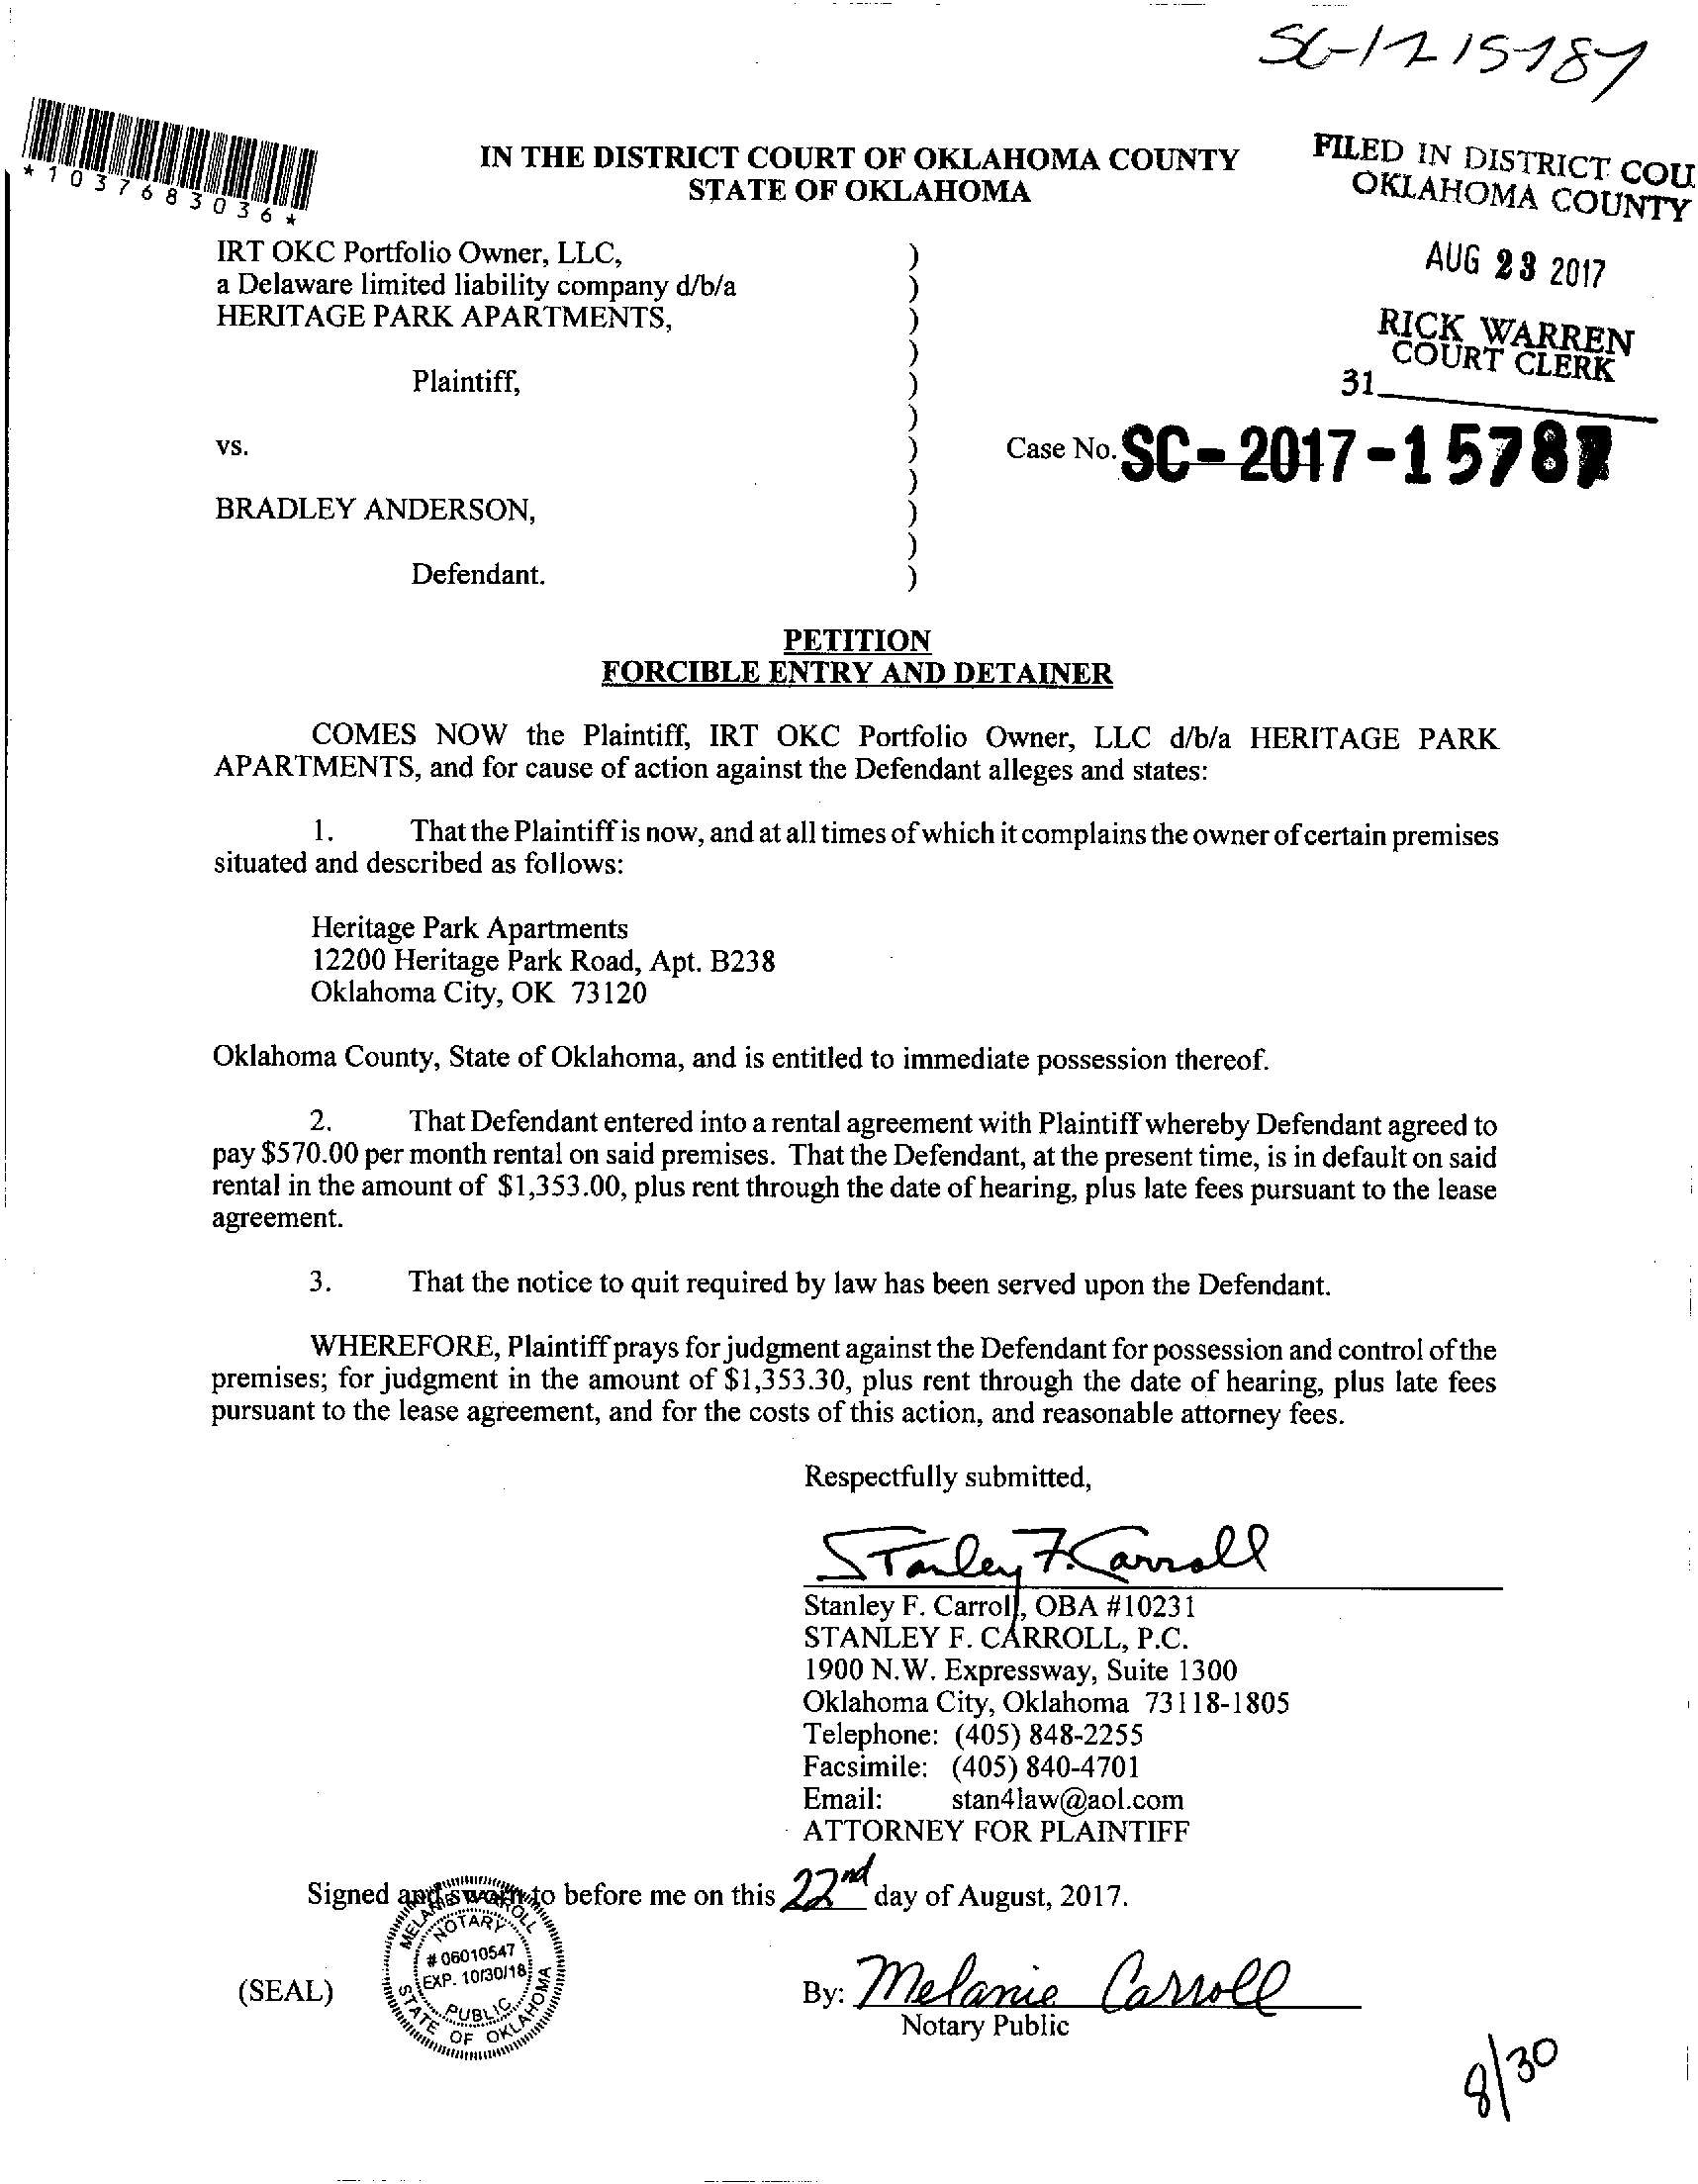 SC-17 15787
*1037683036*
IN THE DISTRICT COURT OF OKLAHOMA COUNTY
STATE OF OKLAHOMA
FILED IN DISTRICT COU
OKLAHOMA COUNTY
AUG 23 2017
RICK WARREN
COURT CLERK
31
IRT OKC Portfolio Owner, LLC, )
a Delaware limited liability company d/b/a )
HERITAGE PARK APARTMENTS, )
)
Plaintiff, )
)
vs. ) Case No. SC-2017-15787
)
BRADLEY ANDERSON, )
)
Defendant. )
PETITION
FORCIBLE ENTRY AND DETAINER
COMES NOW the Plaintiff, IRT OKC Portfolio Owner, LLC d/b/a HERITAGE PARK
APARTMENTS, and for cause of action against the Defendant alleges and states:
1. That the Plaintiff is now, and at all times of which it complains the owner of certain premises
situated and described as follows:
Heritage Park Apartments
12200 Heritage Park Road, Apt. B238
Oklahoma City, OK 73120
Oklahoma County, State of Oklahoma, and is entitled to immediate possession thereof.
2. That Defendant entered into a rental agreement with Plaintiff whereby Defendant agreed to
pay $570.00 per month rental on said premises. That the Defendant, at the present time, is in default on said
rental in the amount of $1,353.00, plus rent through the date of hearing, plus late fees pursuant to the lease
agreement.
3. That the notice to quit required by law has been served upon the Defendant.
WHEREFORE, Plaintiff prays for judgment against the Defendant for possession and control of the
premises; for judgment in the amount of $1,353.30, plus rent through the date of hearing, plus late fees
pursuant to the lease agreement, and for the costs of this action, and reasonable attorney fees.
Respectfully submitted,
Stanley F. Carroll
Stanley F. Carroll, OBA #10231
STANLEY F. CARROLL, P.C.
1900 N.W. Expressway, Suite 1300
Oklahoma City, Oklahoma 73118-1805
Telephone: (405) 848-2255
Facsimile: (405) 840-4701
Email: stan4law@aol.com
ATTORNEY FOR PLAINTIFF
Signed and sworn to before me on this 22nd day of August, 2017.
MELANIE CARROLL
NOTARY
# 06010547
EXP. 10/30/18
PUBLIC
STATE OF OKLAHOMA
(SEAL)
By: Melanie Carroll
Notary Public
8/30